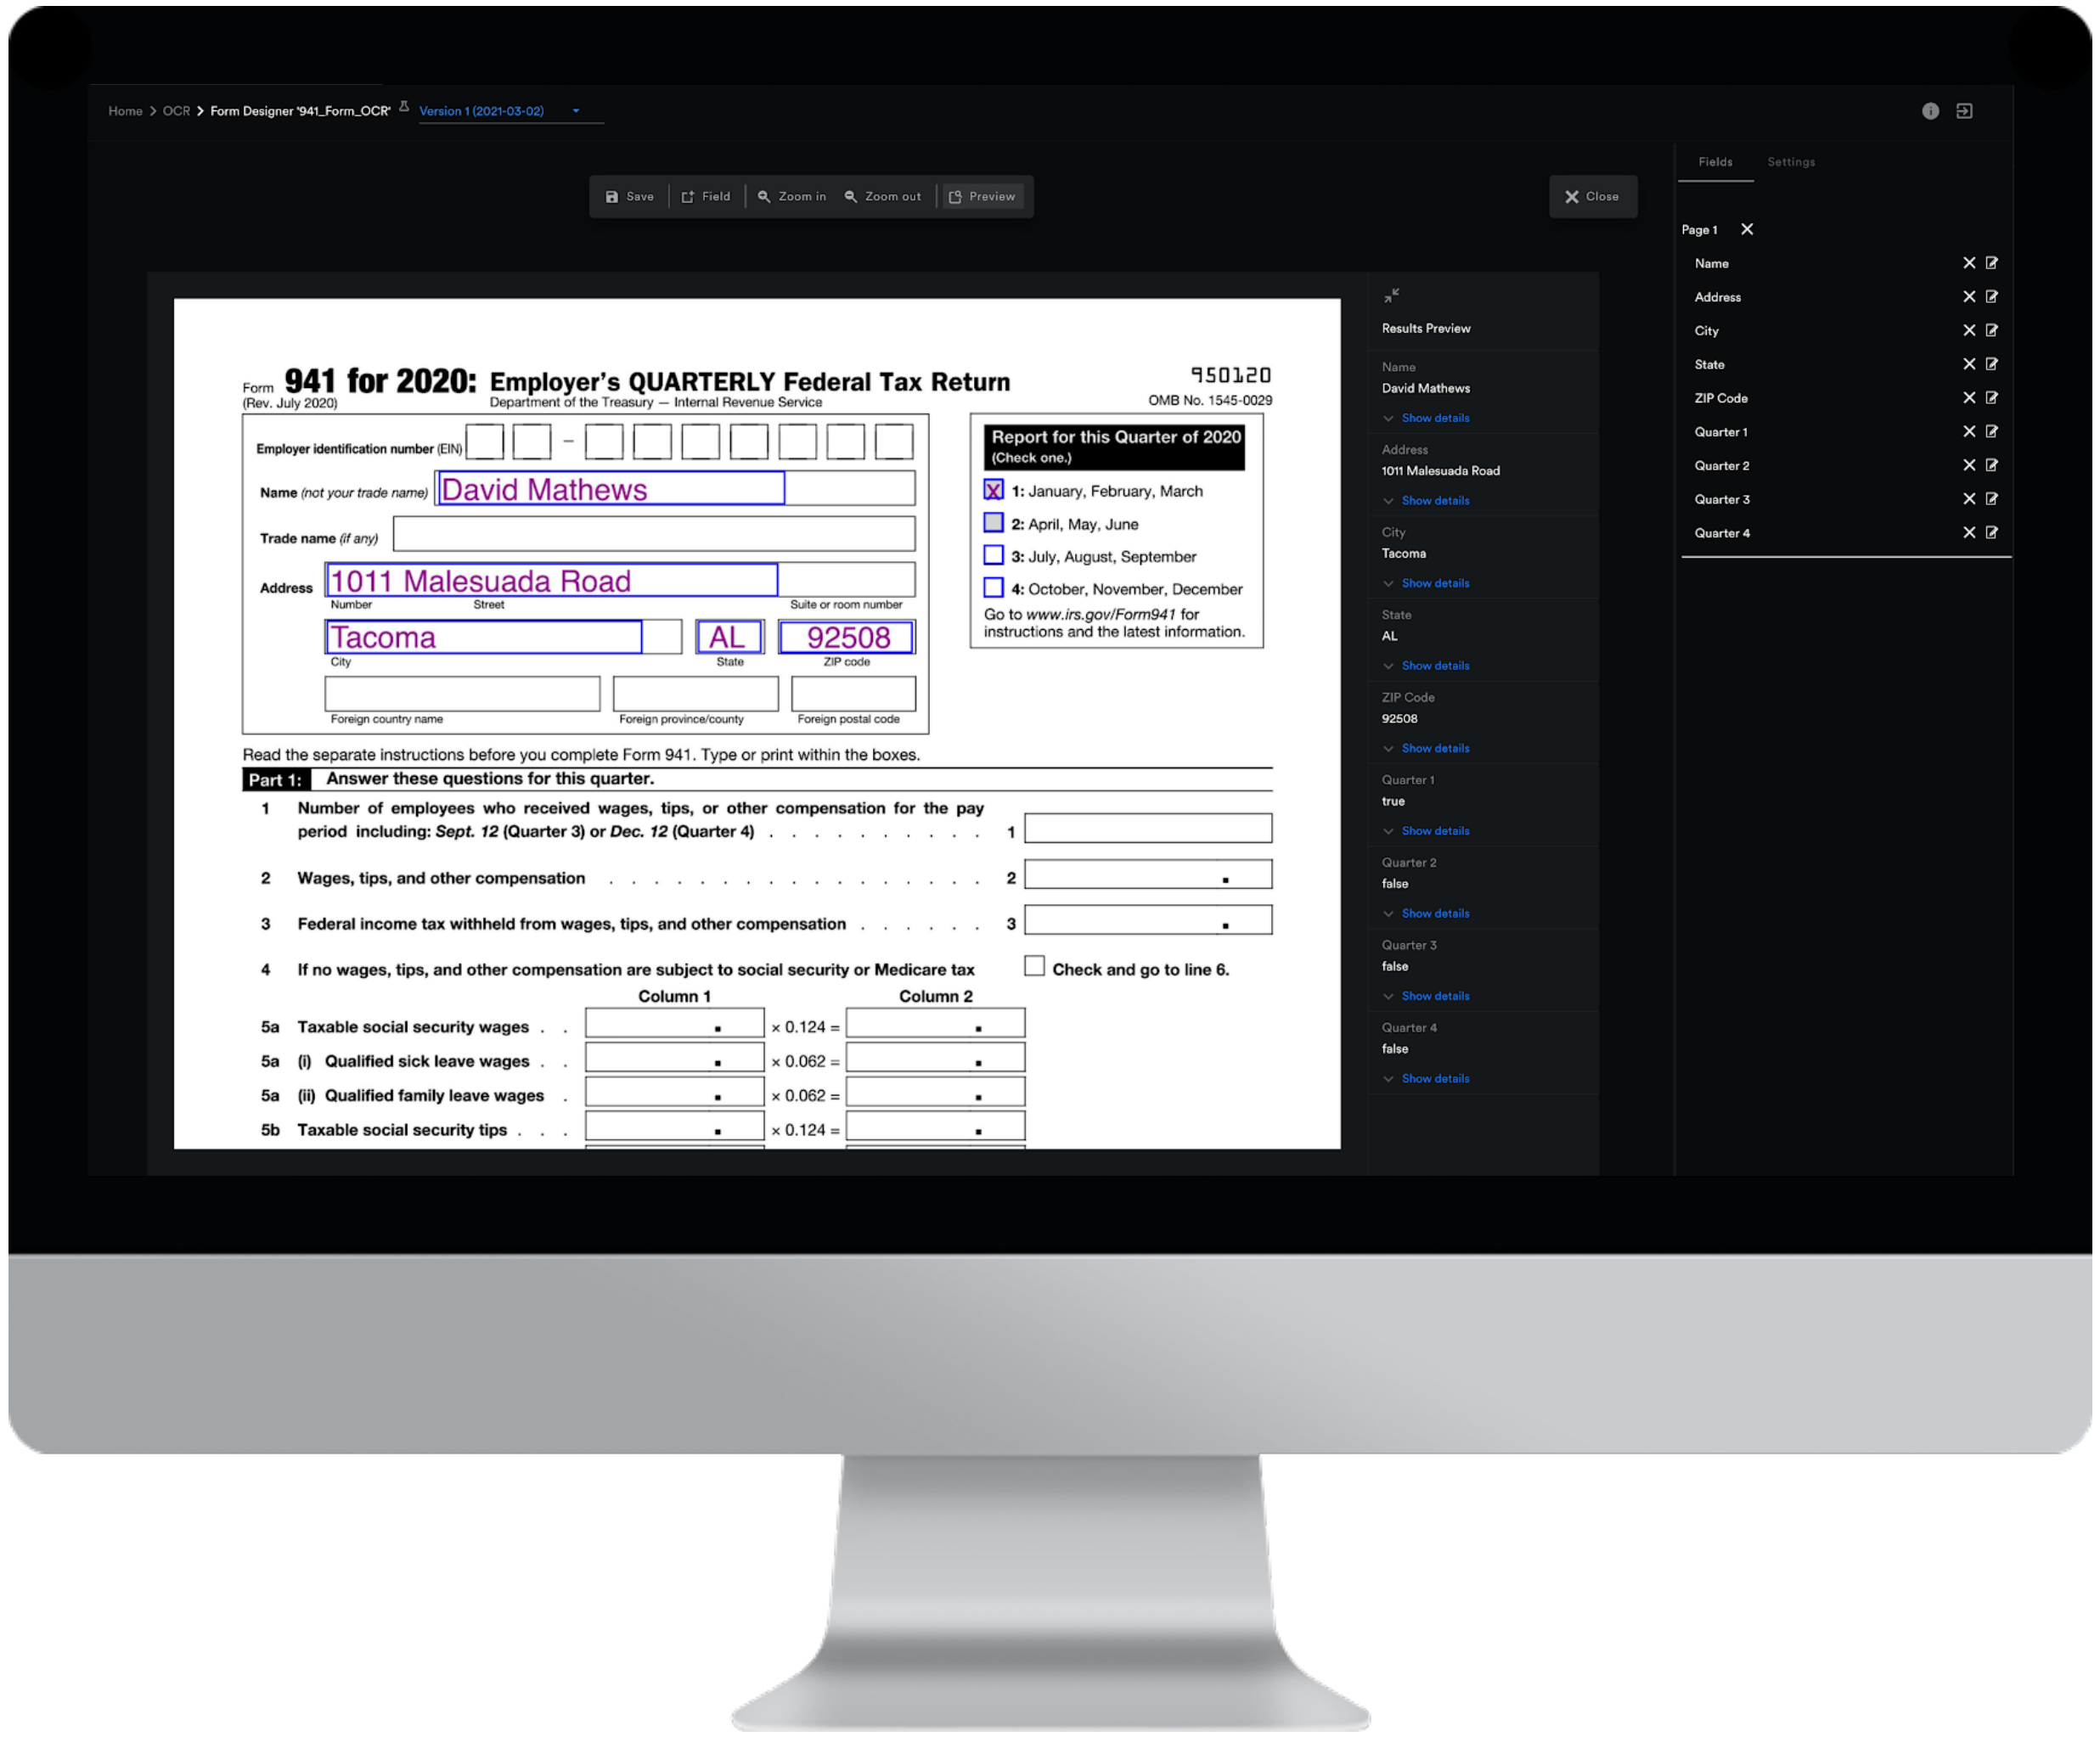 Home > OCR > Form Designer '941_Form_OCR' Version 1 (2021-03-02)
Save Field Zoom in Zoom out Preview
Close
Form 941 for 2020: Employer's QUARTERLY Federal Tax Return
(Rev. July 2020) Department of the Treasury — Internal Revenue Service
950120
OMB No. 1545-0029
Employer identification number (EIN) –
Name (not your trade name) David Mathews
Trade name (if any)
Address 1011 Malesuada Road
Number Street Suite or room number
Tacoma AL 92508
City State ZIP code
Foreign country name Foreign province/county Foreign postal code
Report for this Quarter of 2020
(Check one.)
X 1: January, February, March
2: April, May, June
3: July, August, September
4: October, November, December
Go to www.irs.gov/Form941 for
instructions and the latest information.
Read the separate instructions before you complete Form 941. Type or print within the boxes.
Part 1: Answer these questions for this quarter.
1 Number of employees who received wages, tips, or other compensation for the pay
period including: Sept. 12 (Quarter 3) or Dec. 12 (Quarter 4) . . . . . . . . . . 1
2 Wages, tips, and other compensation . . . . . . . . . . . . . . . . . 2 .
3 Federal income tax withheld from wages, tips, and other compensation . . . . . . 3 .
4 If no wages, tips, and other compensation are subject to social security or Medicare tax Check and go to line 6.
Column 1 Column 2
5a Taxable social security wages . . . × 0.124 = .
5a (i) Qualified sick leave wages . . . × 0.062 = .
5a (ii) Qualified family leave wages . . × 0.062 = .
5b Taxable social security tips . . . . × 0.124 = .
Results Preview
Name
David Mathews
Show details
Address
1011 Malesuada Road
Show details
City
Tacoma
Show details
State
AL
Show details
ZIP Code
92508
Show details
Quarter 1
true
Show details
Quarter 2
false
Show details
Quarter 3
false
Show details
Quarter 4
false
Show details
Fields Settings
Page 1
Name
Address
City
State
ZIP Code
Quarter 1
Quarter 2
Quarter 3
Quarter 4